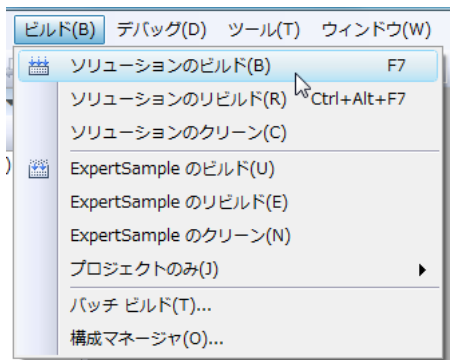 ビルド(B) デバッグ(D) ツール(T) ウィンドウ(W)
ソリューションのビルド(B) F7
ソリューションのリビルド(R) Ctrl+Alt+F7
ソリューションのクリーン(C)
ExpertSample のビルド(U)
ExpertSample のリビルド(E)
ExpertSample のクリーン(N)
プロジェクトのみ(J)
バッチ ビルド(T)...
構成マネージャ(O)...